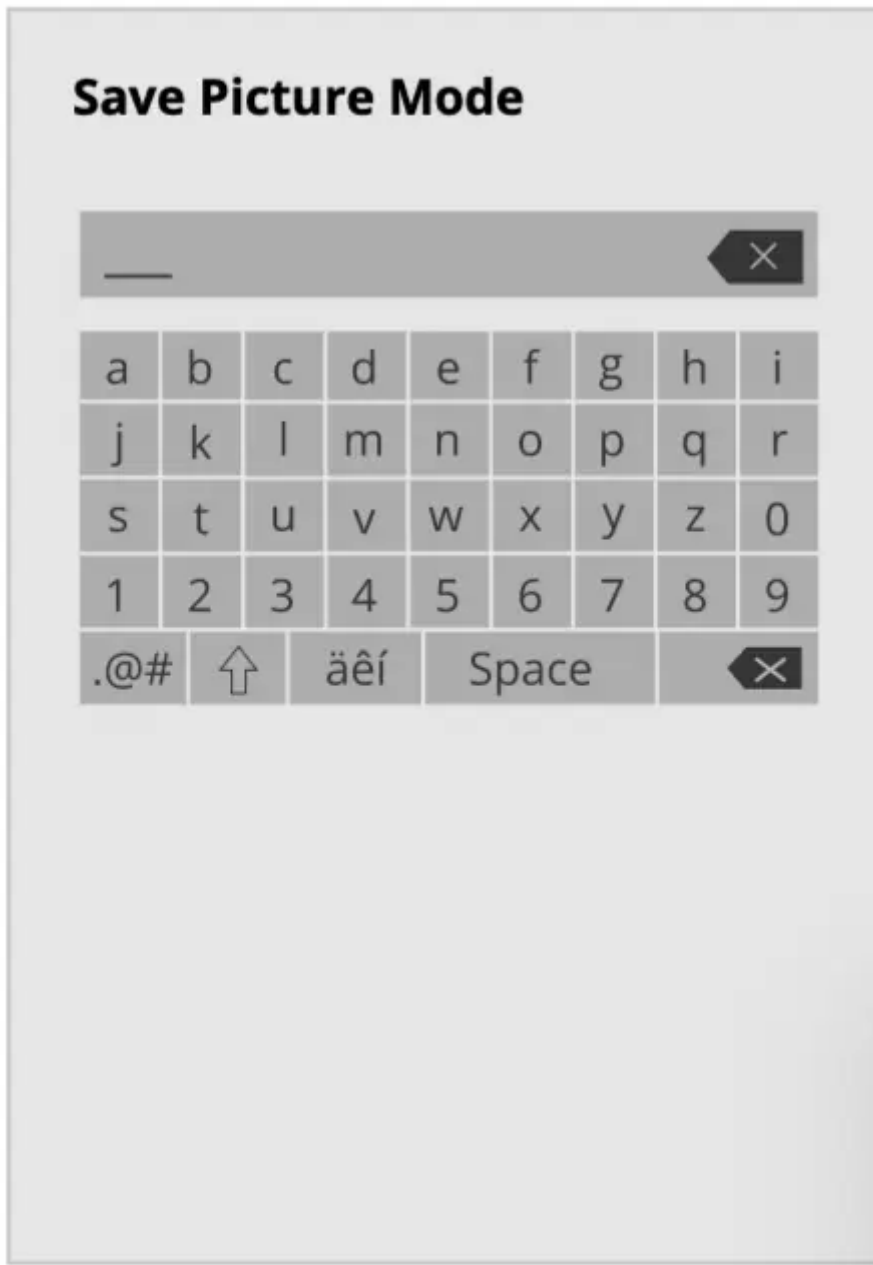 Save Picture Mode
a b c d e f g h i
j k l m n o p q r
s t u v w x y z 0
1 2 3 4 5 6 7 8 9
.@# äêí Space